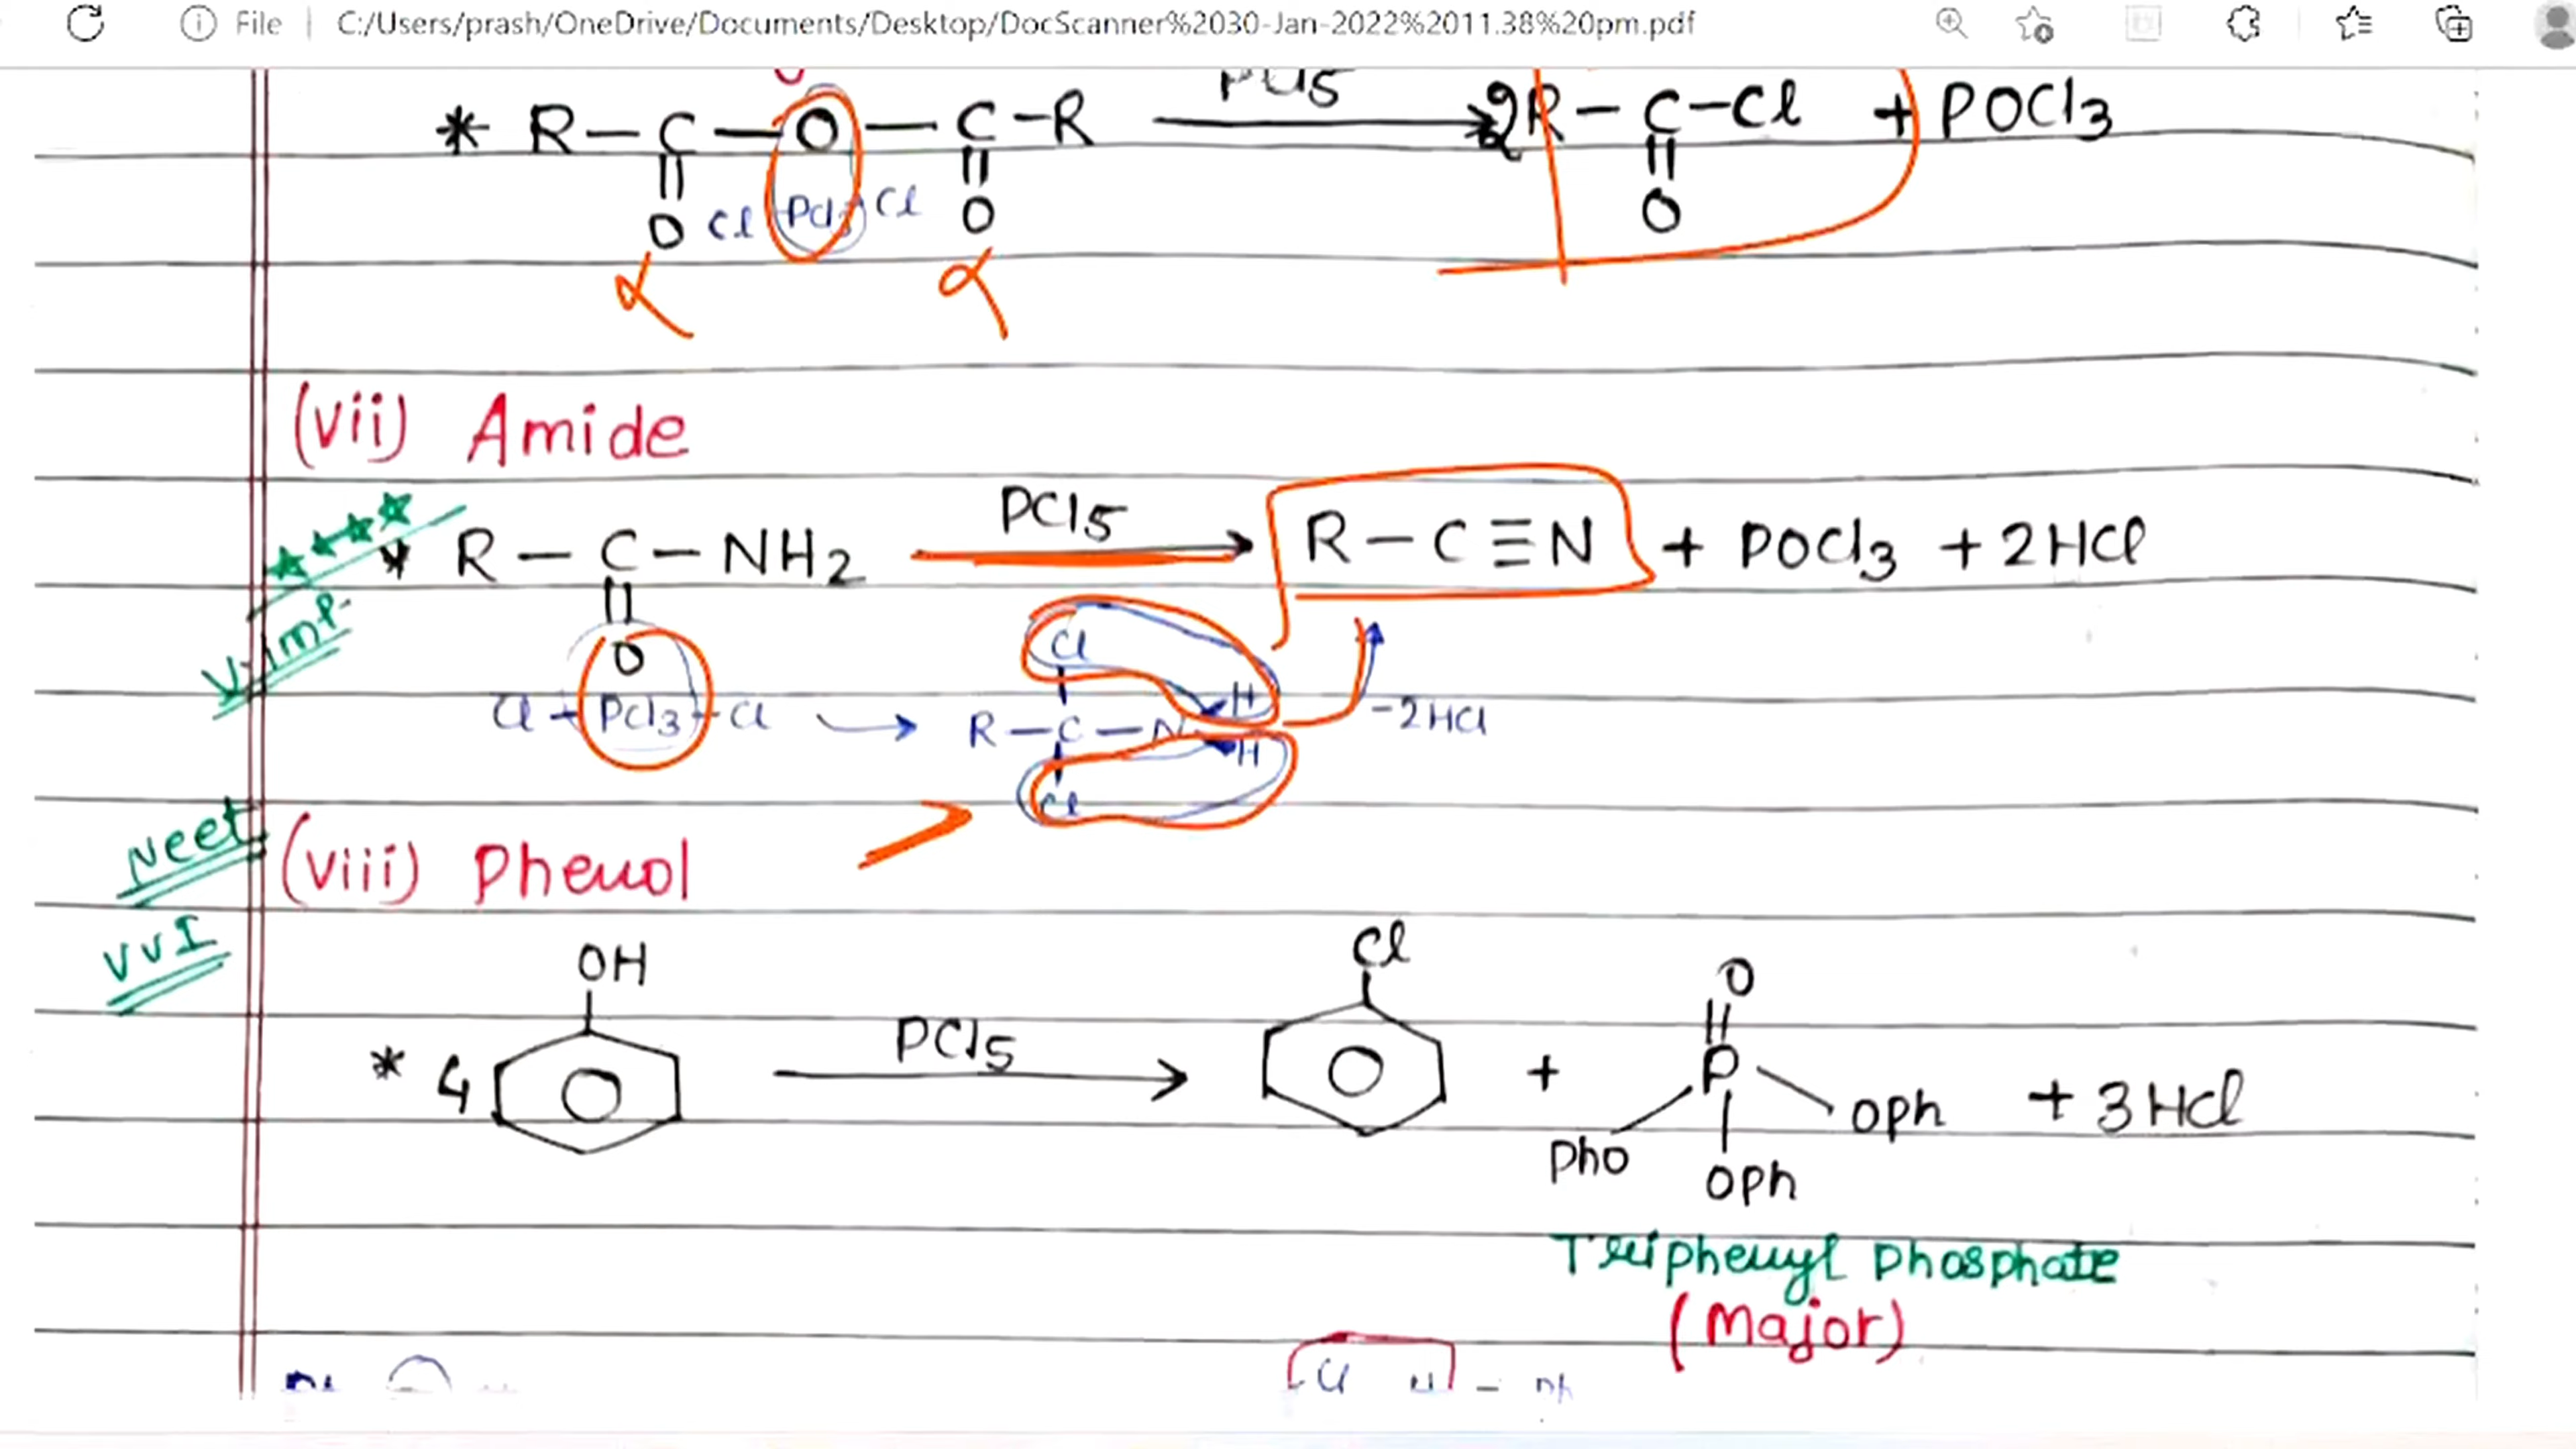 File | C:/Users/prash/OneDrive/Documents/Desktop/DocScanner%2030-Jan-2022%2011.38%20pm.pdf
* R—C—O—C—R PCl5 → 2R—C—Cl + POCl3
|| || ||
O Cl PCl3 Cl O O
(vii) Amide
* R—C—NH2 PCl5 → R—C≡N + POCl3 + 2HCl
||
O
V.Imp.
Cl PCl3 Cl → R—C—N
Cl
H
H
Cl
-2HCl
Neet
(viii) Phenol
VVI
OH Cl O
* 4 PCl5 → + P + 3HCl
PhO OPh OPh
Triphenyl Phosphate
(Major)